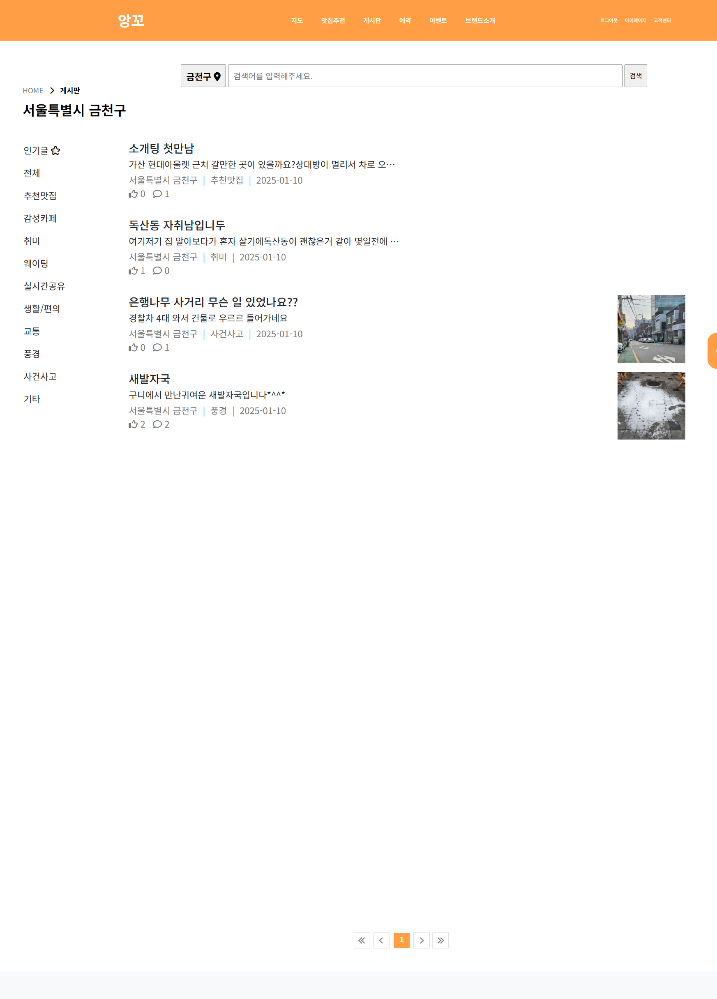 앙꼬
지도 맛집추천 게시판 예약 이벤트 브랜드소개
로그아웃 마이페이지 고객센터
금천구 검색어를 입력해주세요. 검색
HOME > 게시판
서울특별시 금천구
인기글
전체
추천맛집
감성카페
취미
웨이팅
실시간공유
생활/편의
교통
풍경
사건사고
기타
소개팅 첫만남
가산 현대아울렛 근처 갈만한 곳이 있을까요?상대방이 멀리서 차로 오…
서울특별시 금천구 | 추천맛집 | 2025-01-10
0 1
독산동 자취남입니두
여기저기 집 알아보다가 혼자 살기에독산동이 괜찮은거 같아 몇일전에 …
서울특별시 금천구 | 취미 | 2025-01-10
1 0
은행나무 사거리 무슨 일 있었나요??
경찰차 4대 와서 건물로 우르르 들어가네요
서울특별시 금천구 | 사건사고 | 2025-01-10
0 1
새발자국
구디에서 만난귀여운 새발자국입니다*^^*
서울특별시 금천구 | 풍경 | 2025-01-10
2 2
1